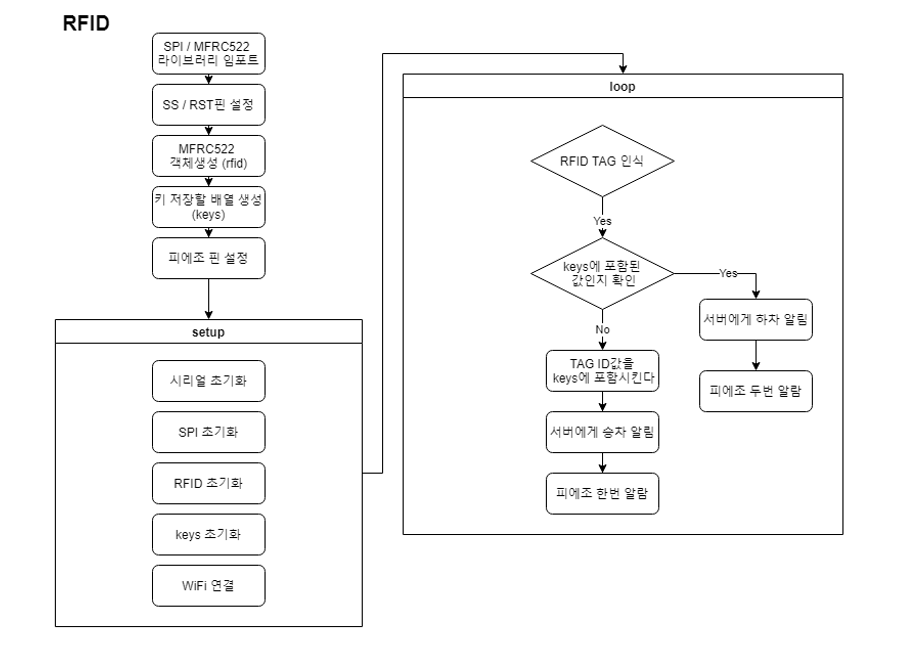 RFID
SPI / MFRC522
라이브러리 임포트
SS / RST핀 설정
MFRC522
객체생성 (rfid)
키 저장할 배열 생성
(keys)
피에조 핀 설정
setup
시리얼 초기화
SPI 초기화
RFID 초기화
keys 초기화
WiFi 연결
loop
RFID TAG 인식
Yes
keys에 포함된
값인지 확인
Yes
서버에게 하차 알림
피에조 두번 알람
No
TAG ID값을
keys에 포함시킨다
서버에게 승차 알림
피에조 한번 알람